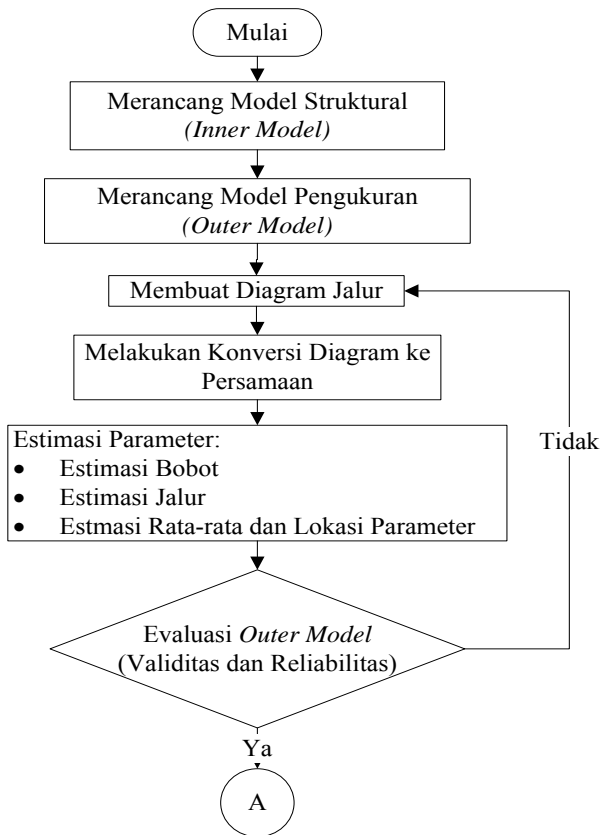 Mulai
Merancang Model Struktural
(Inner Model)
Merancang Model Pengukuran
(Outer Model)
Membuat Diagram Jalur
Melakukan Konversi Diagram ke
Persamaan
Estimasi Parameter:
• Estimasi Bobot
• Estimasi Jalur
• Estmasi Rata-rata dan Lokasi Parameter
Tidak
Evaluasi Outer Model
(Validitas dan Reliabilitas)
Ya
A